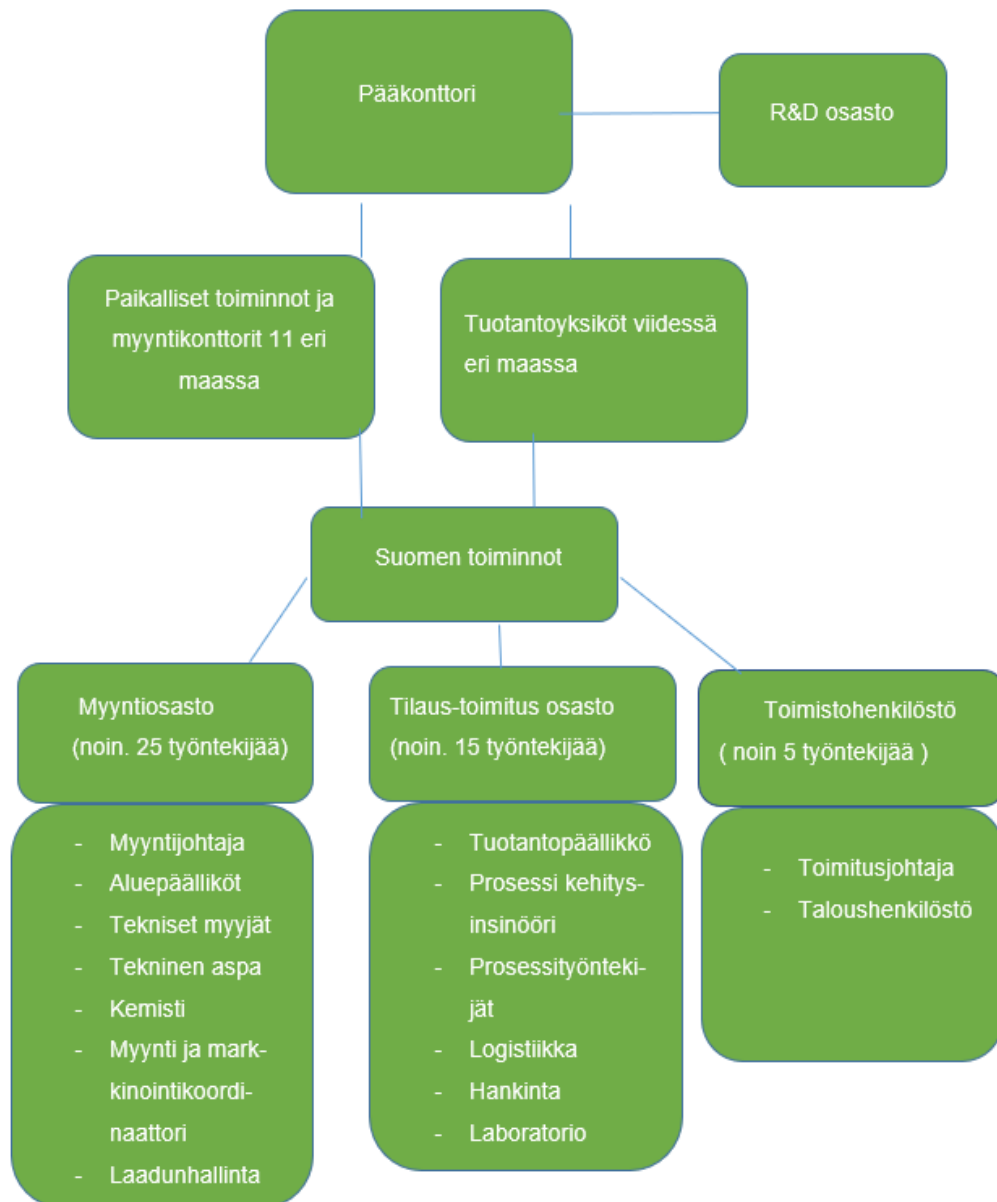 Pääkonttori
R&D osasto
Paikalliset toiminnot ja
myyntikonttorit 11 eri
maassa
Tuotantoyksiköt viidessä
eri maassa
Suomen toiminnot
Myyntiosasto
(noin. 25 työntekijää)
Tilaus-toimitus osasto
(noin. 15 työntekijää)
Toimistohenkilöstö
( noin 5 työntekijää )
- Myyntijohtaja
- Aluepäälliköt
- Tekniset myyjät
- Tekninen aspa
- Kemisti
- Myynti ja mark-
kinointikoordi-
naattori
- Laadunhallinta
- Tuotantopäällikkö
- Prosessi kehitys-
insinööri
- Prosessityönteki-
jät
- Logistiikka
- Hankinta
- Laboratorio
- Toimitusjohtaja
- Taloushenkilöstö